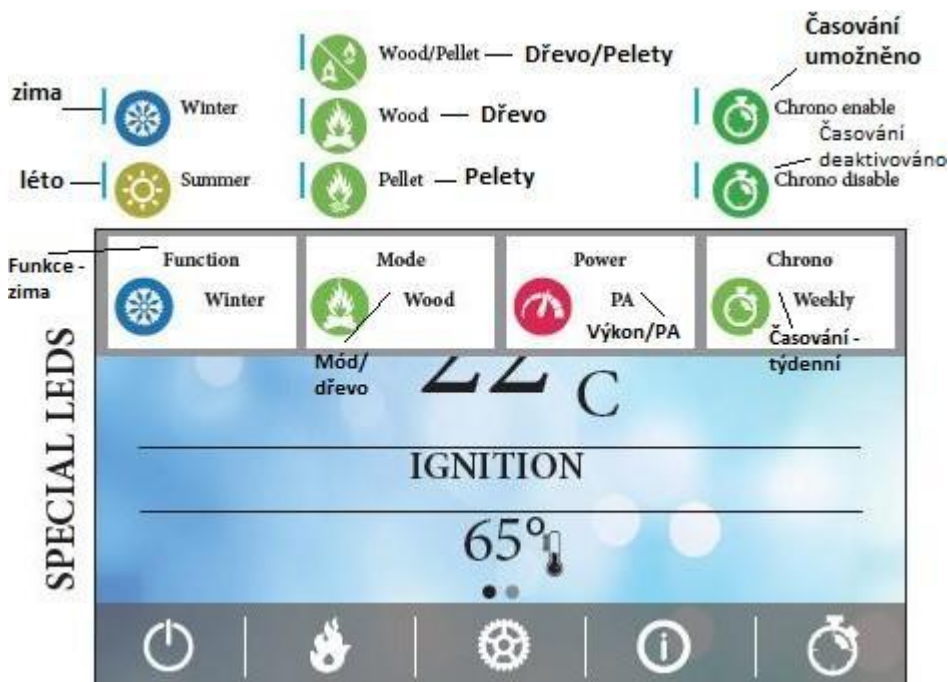 Časování
umožněno
Wood/Pellet Dřevo/Pelety
zima
Winter
Wood Dřevo
Chrono enable
Časování
deaktivováno
léto
Summer
Pellet Pelety
Chrono disable
Funkce -
zima
Function
Winter
Mode
Wood
Power
PA
Výkon/PA
Chrono
Weekly
Časování -
týdenní
Mód/
dřevo
SPECIAL LEDS
22 C
IGNITION
65°